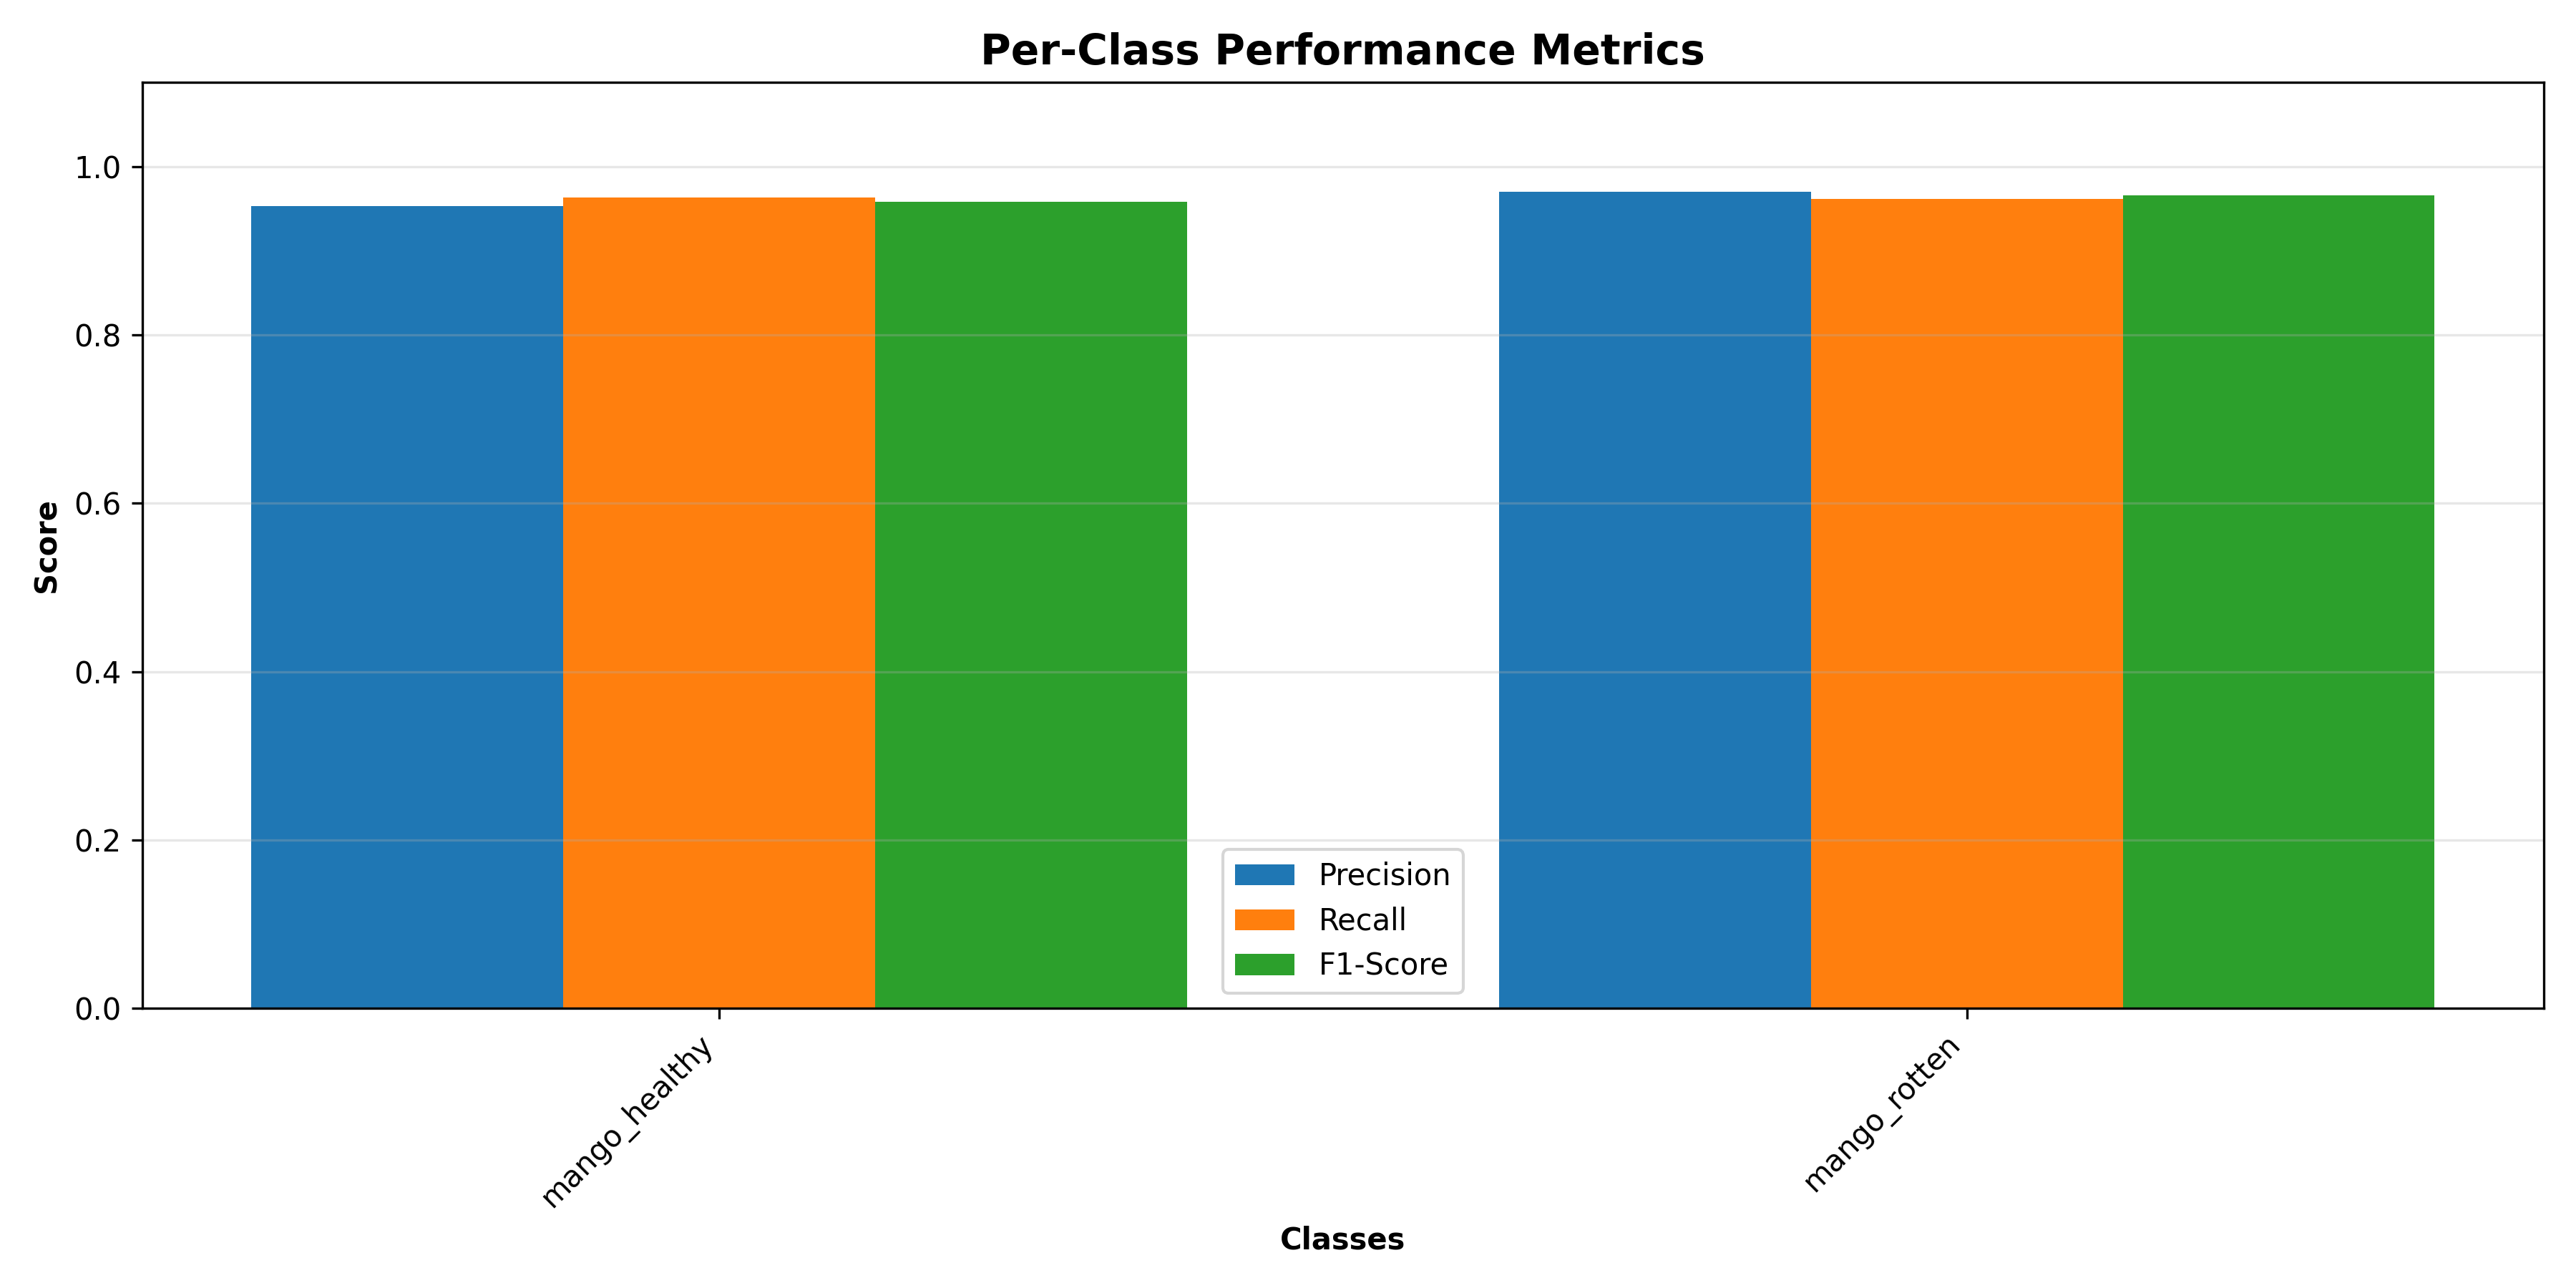 Per-Class Performance Metrics
1.0
0.8
0.6
0.4
0.2
0.0
Score
Precision
Recall
F1-Score
mango_healthy
mango_rotten
Classes